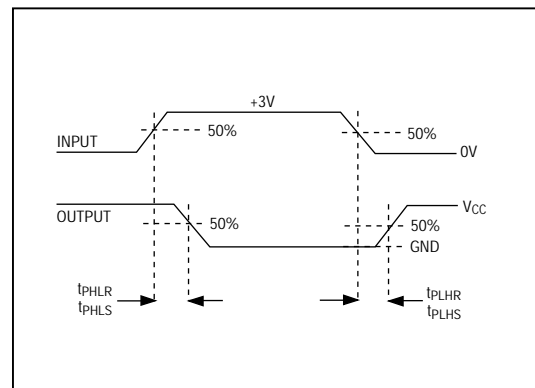 +3V
50%
50%
INPUT
0V
OUTPUT
VCC
50%
50%
GND
tPHLR
tPHLS
tPLHR
tPLHS